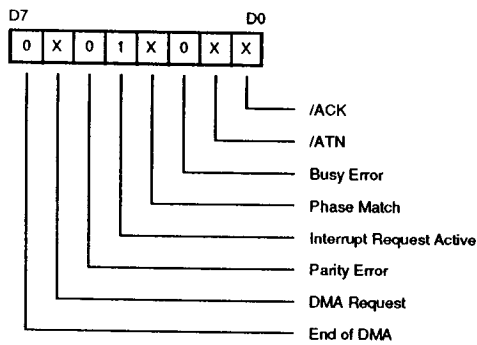 D7 D0
0 X 0 1 X 0 X X
/ACK
/ATN
Busy Error
Phase Match
Interrupt Request Active
Parity Error
DMA Request
End of DMA